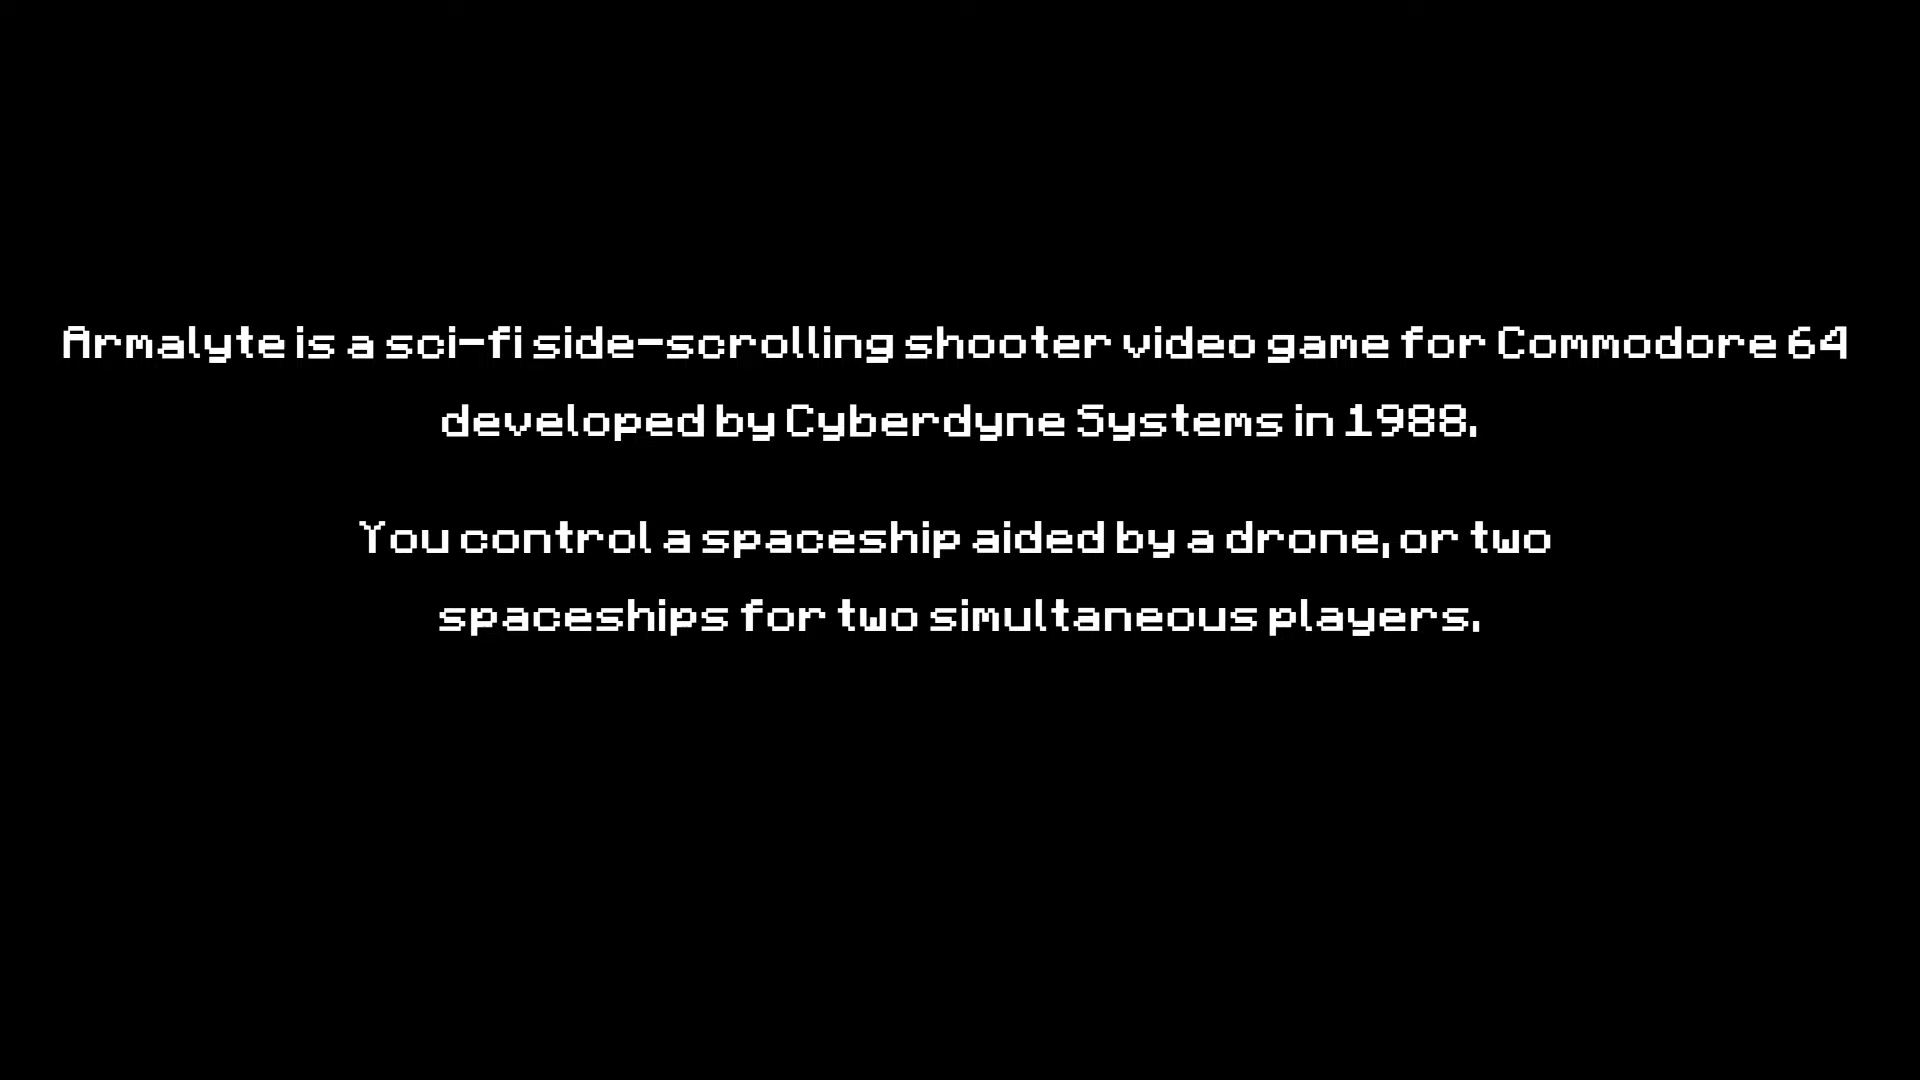 Armalyte is a sci-fi side-scrolling shooter video game for Commodore 64
developed by Cyberdyne Systems in 1988.
You control a spaceship aided by a drone, or two
spaceships for two simultaneous players.